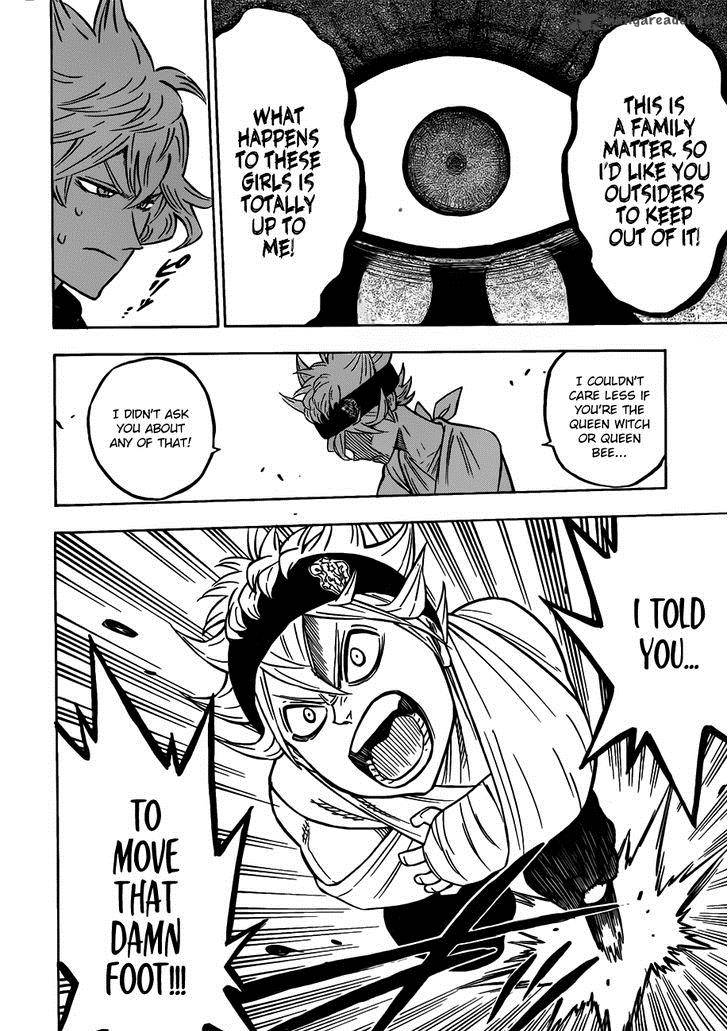 THIS IS
A FAMILY
MATTER, SO
I'D LIKE YOU
OUTSIDERS
TO KEEP
OUT OF IT!
WHAT
HAPPENS
TO THESE
GIRLS IS
TOTALLY
UP TO
ME!
I COULDN'T
CARE LESS IF
YOU'RE THE
QUEEN WITCH
OR QUEEN
BEE...
I DIDN'T ASK
YOU ABOUT
ANY OF THAT!
I TOLD
YOU...
TO
MOVE
THAT
DAMN
FOOT!!!